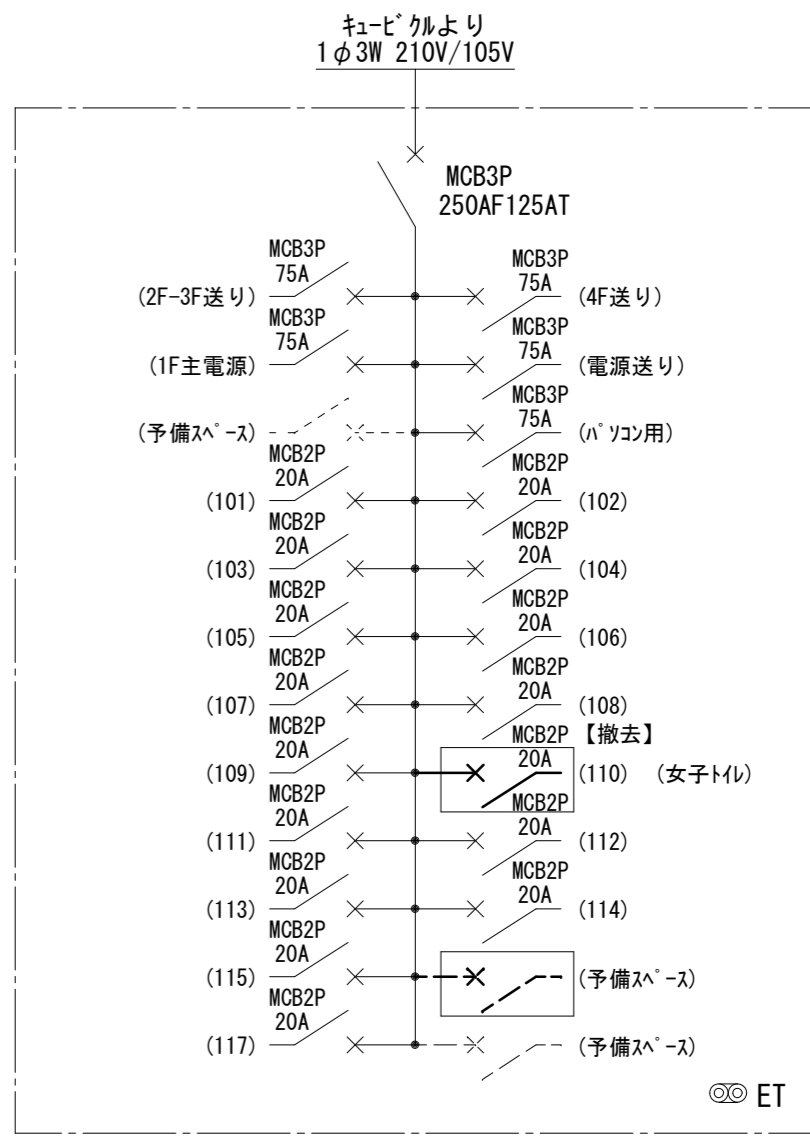 ｷｭｰﾋﾞｸﾙより
1φ3W 210V/105V
MCB3P
250AF125AT
MCB3P
75A
(2F-3F送り)
MCB3P
75A
(4F送り)
MCB3P
75A
(1F主電源)
MCB3P
75A
(電源送り)
(予備ｽﾍﾟｰｽ)
MCB3P
75A
(ﾊﾟｿｺﾝ用)
MCB2P
20A
(101)
MCB2P
20A
(102)
MCB2P
20A
(103)
MCB2P
20A
(104)
MCB2P
20A
(105)
MCB2P
20A
(106)
MCB2P
20A
(107)
MCB2P
20A
(108)
MCB2P
20A
(109)
MCB2P 【撤去】
20A
(110) (女子ﾄｲﾚ)
MCB2P
20A
(111)
MCB2P
20A
(112)
MCB2P
20A
(113)
MCB2P
20A
(114)
MCB2P
20A
(115)
(予備ｽﾍﾟｰｽ)
MCB2P
20A
(117)
(予備ｽﾍﾟｰｽ)
ET